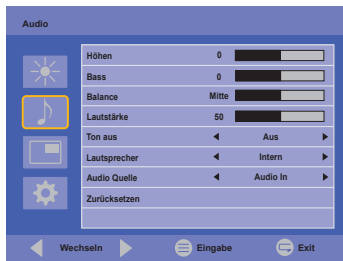 Audio
Höhen 0
Bass 0
Balance Mitte
Lautstärke 50
Ton aus Aus
Lautsprecher Intern
Audio Quelle Audio In
Zurücksetzen
Wechseln Eingabe Exit